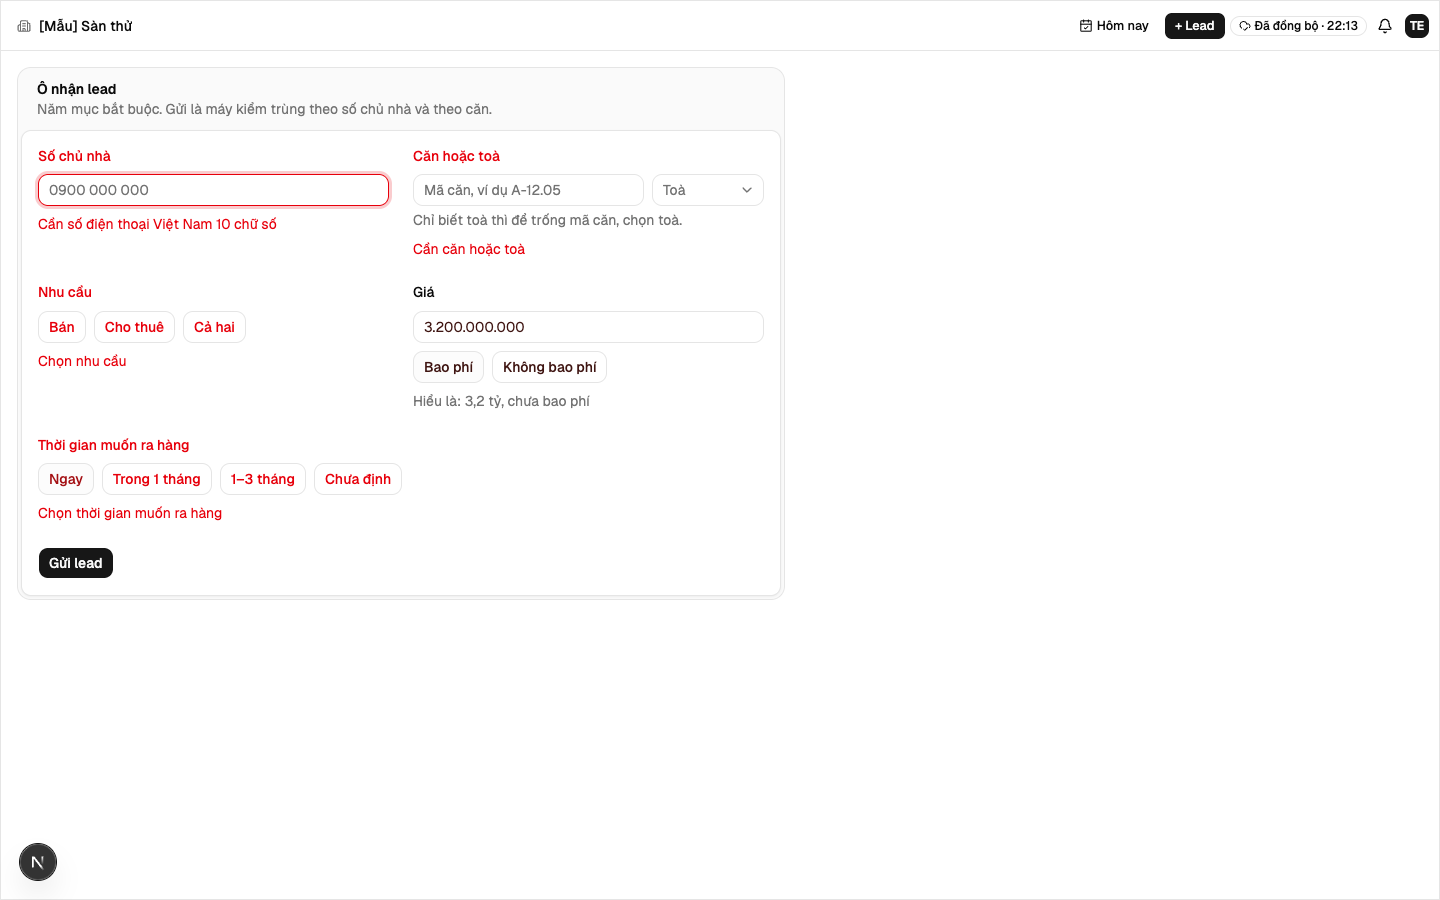 [Mẫu] Sàn thử
Hôm nay
+ Lead
Đã đồng bộ · 22:13
TE
Ô nhận lead
Năm mục bắt buộc. Gửi là máy kiểm trùng theo số chủ nhà và theo căn.
Số chủ nhà
0900 000 000
Cần số điện thoại Việt Nam 10 chữ số
Căn hoặc toà
Mã căn, ví dụ A-12.05
Toà
Chỉ biết toà thì để trống mã căn, chọn toà.
Cần căn hoặc toà
Nhu cầu
Bán
Cho thuê
Cả hai
Chọn nhu cầu
Giá
3.200.000.000
Bao phí
Không bao phí
Hiểu là: 3,2 tỷ, chưa bao phí
Thời gian muốn ra hàng
Ngay
Trong 1 tháng
1–3 tháng
Chưa định
Chọn thời gian muốn ra hàng
Gửi lead
N